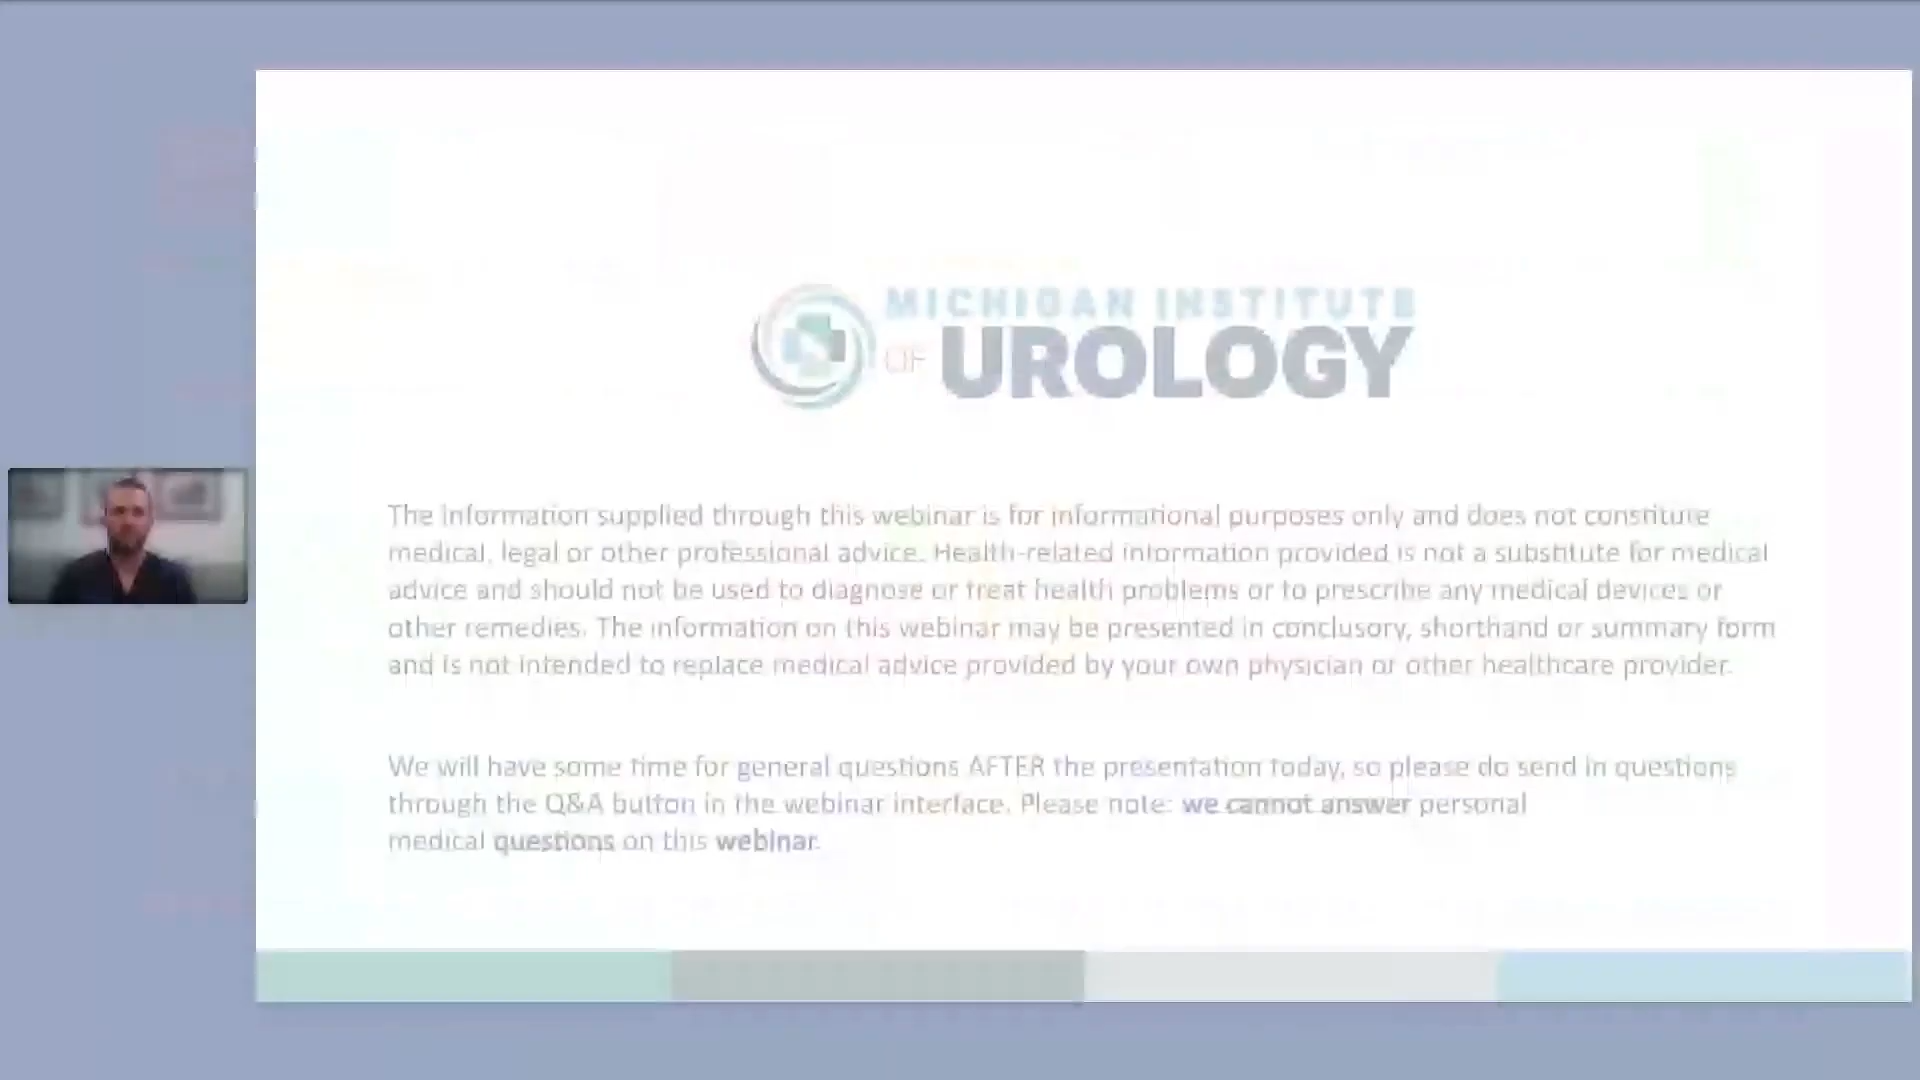 MICHIGAN INSTITUTE
OF UROLOGY
The information supplied through this webinar is for informational purposes only and does not constitute
medical, legal or other professional advice. Health-related information provided is not a substitute for medical
advice and should not be used to diagnose or treat health problems or to prescribe any medical devices or
other remedies. The information on this webinar may be presented in conclusory, shorthand or summary form
and is not intended to replace medical advice provided by your own physician or other healthcare provider.
We will have some time for general questions AFTER the presentation today, so please do send in questions
through the Q&A button in the webinar interface. Please note: we cannot answer personal
medical questions on this webinar.